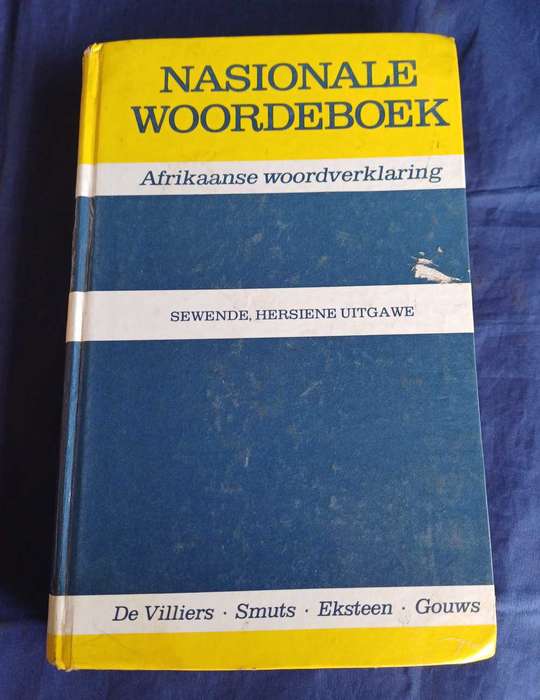 NASIONALE
WOORDEBOEK
Afrikaanse woordverklaring
SEWENDE, HERSIENE UITGAWE
De Villiers · Smuts · Eksteen · Gouws